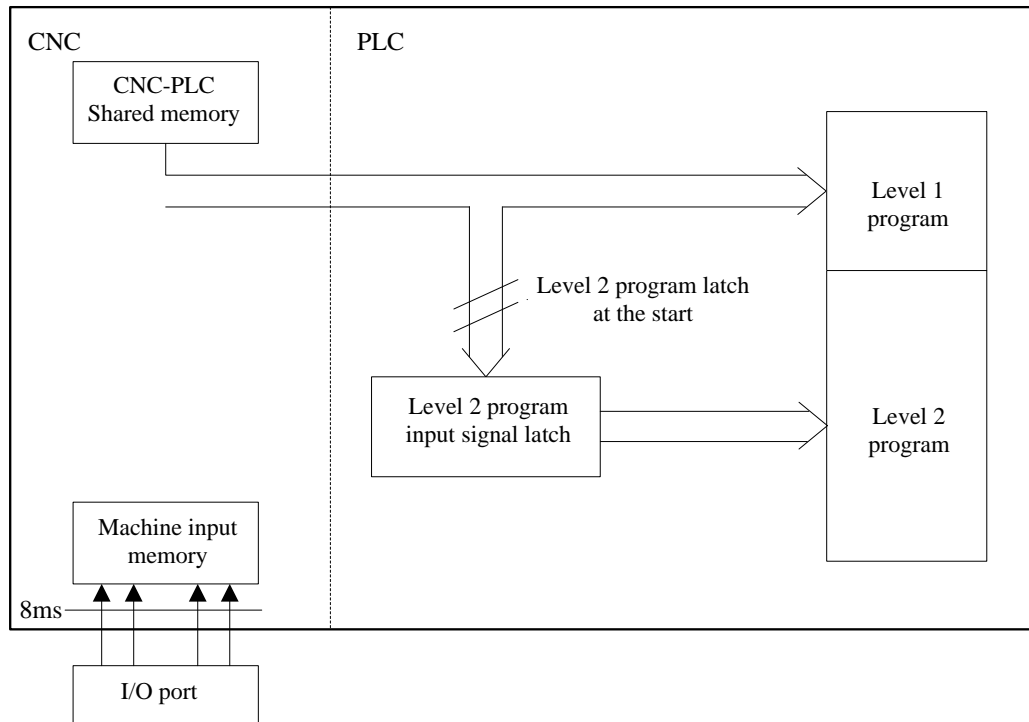 CNC
PLC
CNC-PLC
Shared memory
Level 1
program
Level 2 program latch
at the start
Level 2 program
input signal latch
Level 2
program
Machine input
memory
8ms
I/O port